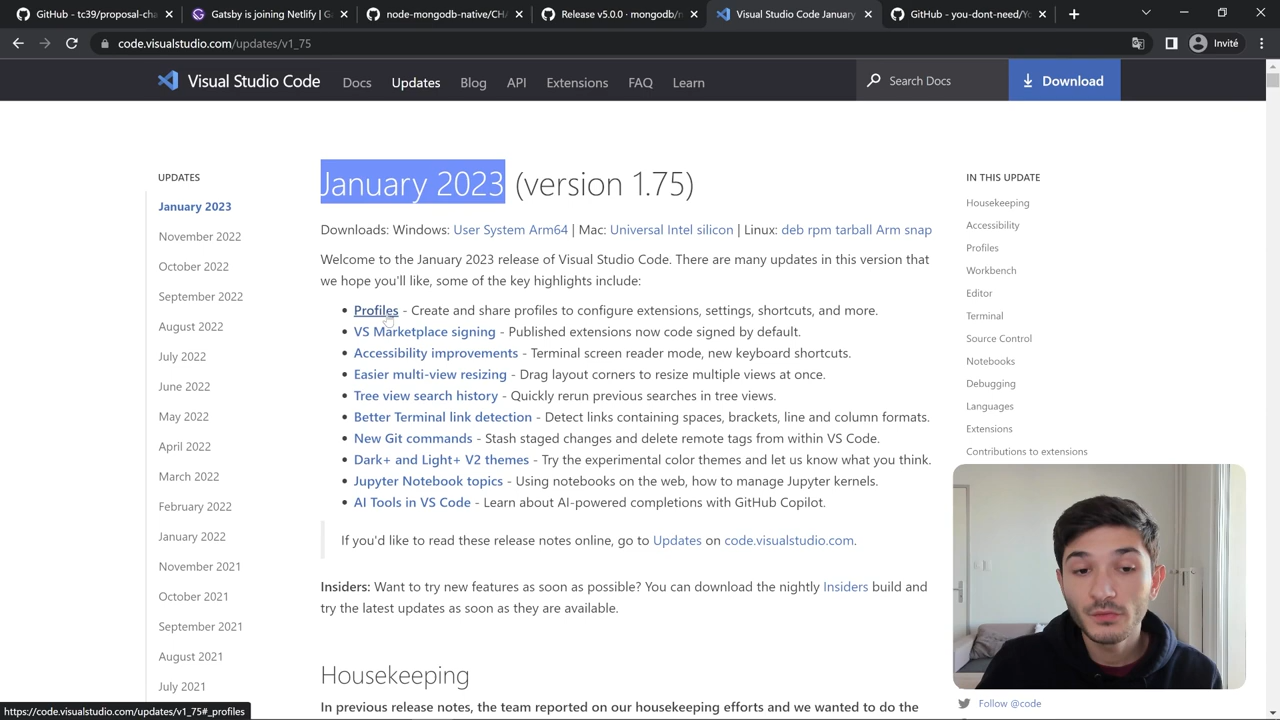 GitHub - tc39/proposal-cha
Gatsby is joining Netlify | Ga
node-mongodb-native/CHA
Release v5.0.0 · mongodb/n
Visual Studio Code January
GitHub - you-dont-need/Yo
code.visualstudio.com/updates/v1_75
Invité
Visual Studio Code
Docs
Updates
Blog
API
Extensions
FAQ
Learn
Search Docs
Download
UPDATES
January 2023
November 2022
October 2022
September 2022
August 2022
July 2022
June 2022
May 2022
April 2022
March 2022
February 2022
January 2022
November 2021
October 2021
September 2021
August 2021
July 2021
January 2023 (version 1.75)
Downloads: Windows: User System Arm64 | Mac: Universal Intel silicon | Linux: deb rpm tarball Arm snap
Welcome to the January 2023 release of Visual Studio Code. There are many updates in this version that
we hope you'll like, some of the key highlights include:
• Profiles - Create and share profiles to configure extensions, settings, shortcuts, and more.
• VS Marketplace signing - Published extensions now code signed by default.
• Accessibility improvements - Terminal screen reader mode, new keyboard shortcuts.
• Easier multi-view resizing - Drag layout corners to resize multiple views at once.
• Tree view search history - Quickly rerun previous searches in tree views.
• Better Terminal link detection - Detect links containing spaces, brackets, line and column formats.
• New Git commands - Stash staged changes and delete remote tags from within VS Code.
• Dark+ and Light+ V2 themes - Try the experimental color themes and let us know what you think.
• Jupyter Notebook topics - Using notebooks on the web, how to manage Jupyter kernels.
• AI Tools in VS Code - Learn about AI-powered completions with GitHub Copilot.
If you'd like to read these release notes online, go to Updates on code.visualstudio.com.
Insiders: Want to try new features as soon as possible? You can download the nightly Insiders build and
try the latest updates as soon as they are available.
Housekeeping
In previous release notes, the team reported on our housekeeping efforts and we wanted to do the
IN THIS UPDATE
Housekeeping
Accessibility
Profiles
Workbench
Editor
Terminal
Source Control
Notebooks
Debugging
Languages
Extensions
Contributions to extensions
Follow @code
https://code.visualstudio.com/updates/v1_75#_profiles